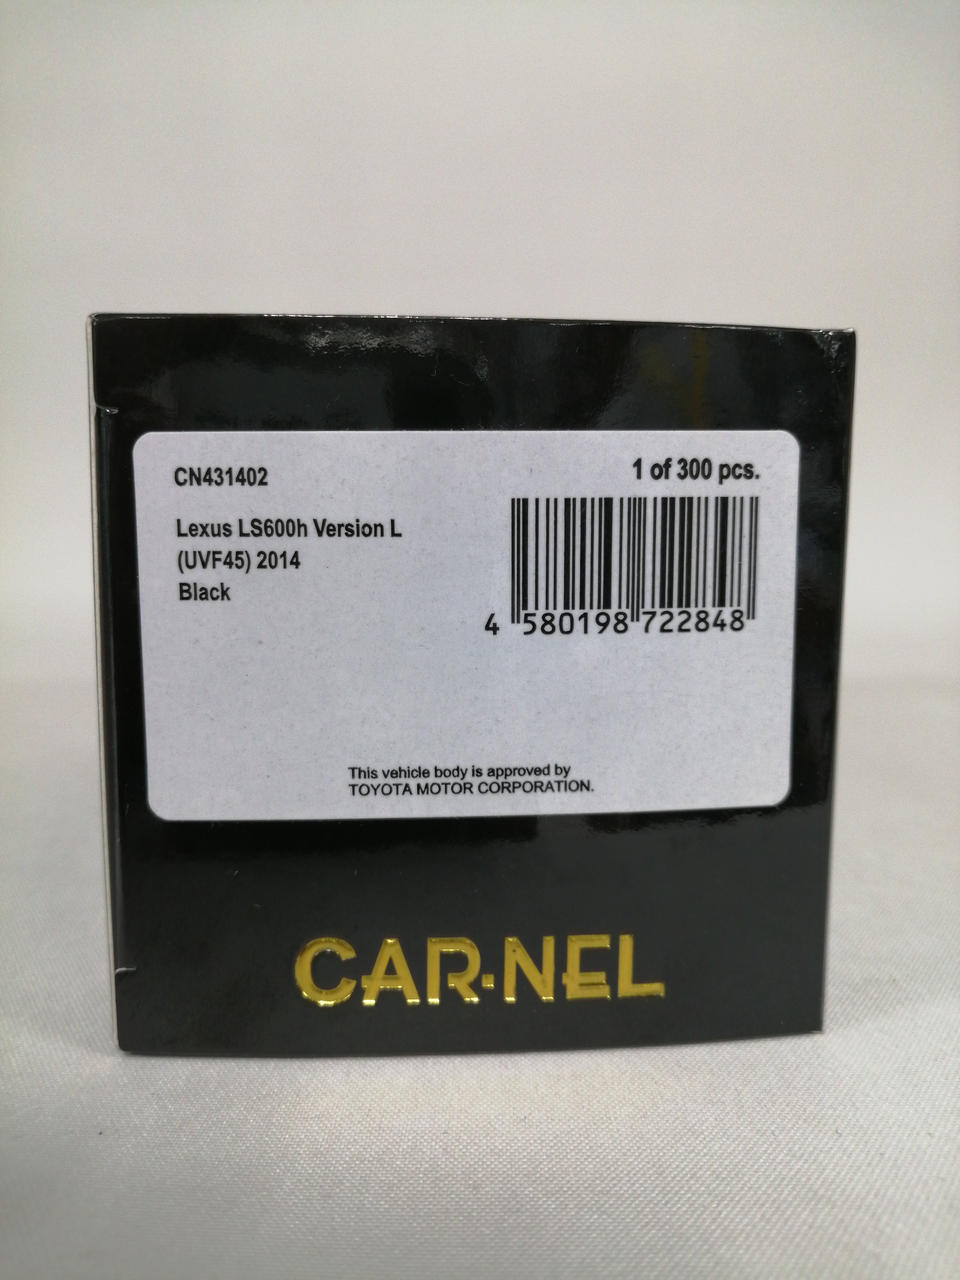 CN431402
1 of 300 pcs.
Lexus LS600h Version L
(UVF45) 2014
Black
4 580198 722848
This vehicle body is approved by
TOYOTA MOTOR CORPORATION.
CAR·NEL